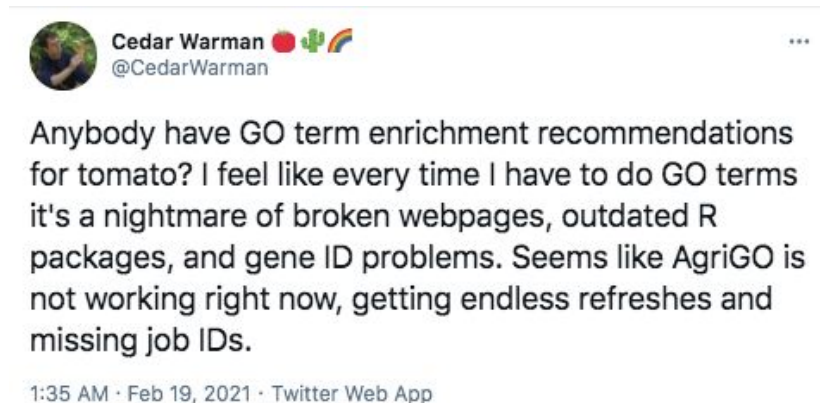 Cedar Warman 🍅🌵🌈
@CedarWarman
Anybody have GO term enrichment recommendations
for tomato? I feel like every time I have to do GO terms
it's a nightmare of broken webpages, outdated R
packages, and gene ID problems. Seems like AgriGO is
not working right now, getting endless refreshes and
missing job IDs.
1:35 AM · Feb 19, 2021 · Twitter Web App